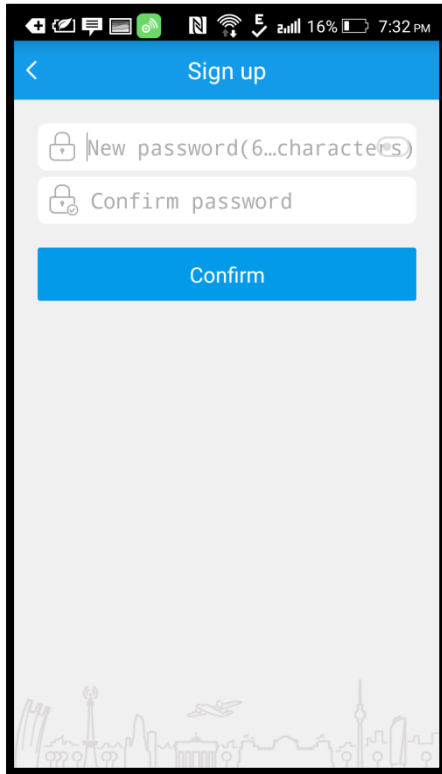 16% 7:32 PM
Sign up
New password(6…characters)
Confirm password
Confirm